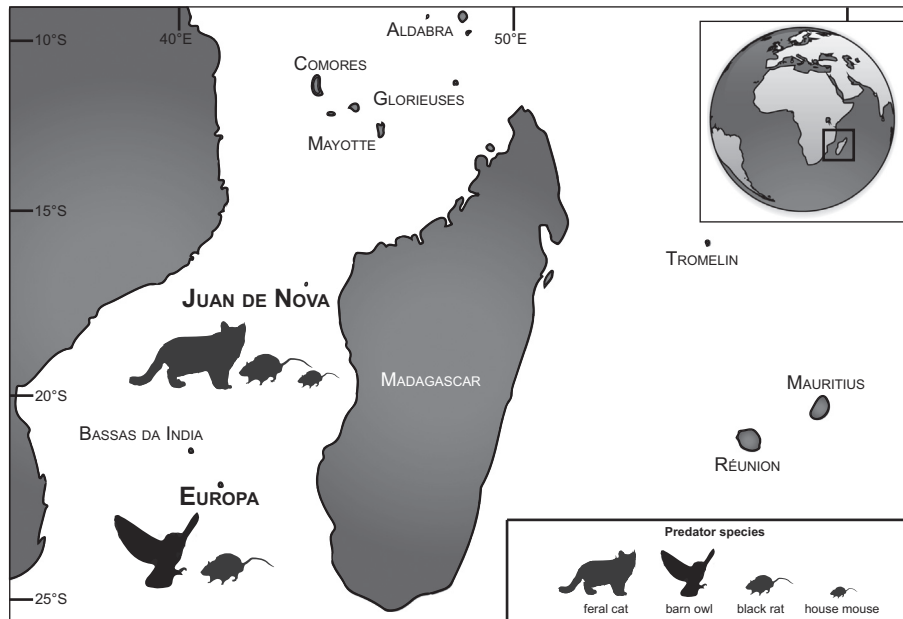 10°S
40°E
50°E
ALDABRA
COMORES
GLORIEUSES
MAYOTTE
15°S
TROMELIN
JUAN DE NOVA
MADAGASCAR
MAURITIUS
20°S
BASSAS DA INDIA
RÉUNION
EUROPA
Predator species
feral cat barn owl black rat house mouse
25°S